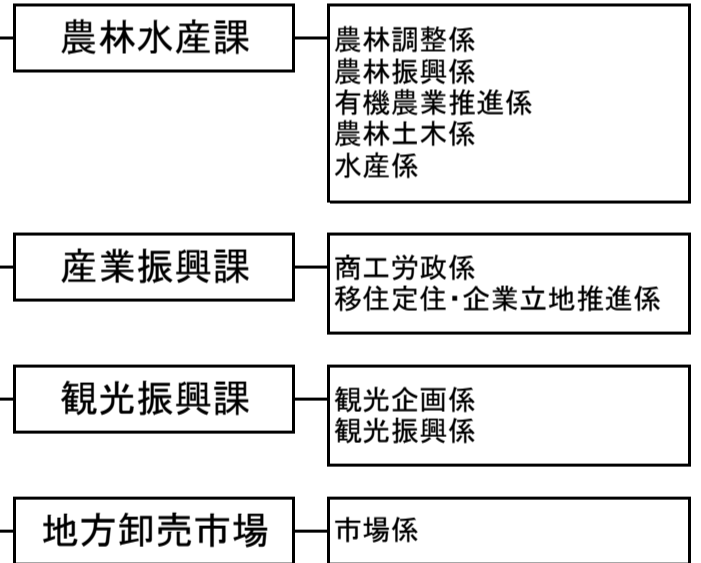 農林水産課
農林調整係
農林振興係
有機農業推進係
農林土木係
水産係
産業振興課
商工労政係
移住定住・企業立地推進係
観光振興課
観光企画係
観光振興係
地方卸売市場
市場係